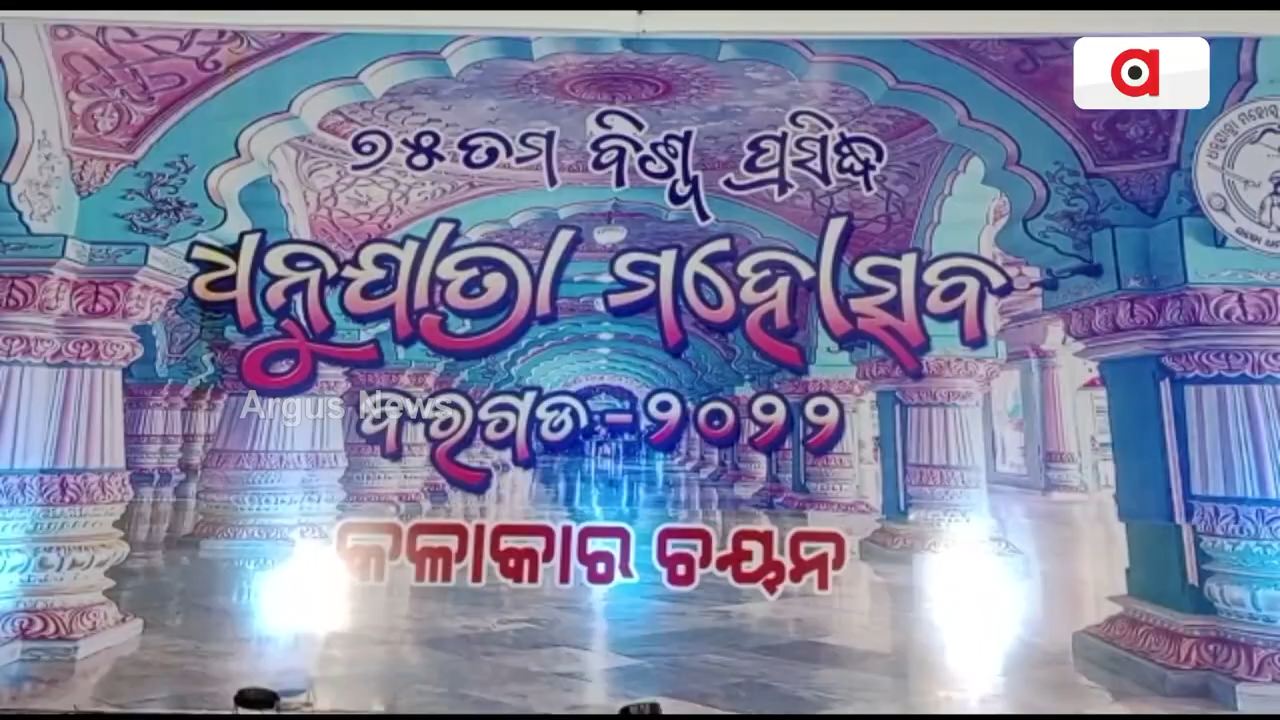 ୭୫ତମ ବିଶ୍ୱ ପ୍ରସିଦ୍ଧ
ଧନୁଯାତ୍ରା ମହୋତ୍ସବ
ବରଗଡ-୨୦୨୨
Argus News
କଳାକାର ଚୟନ